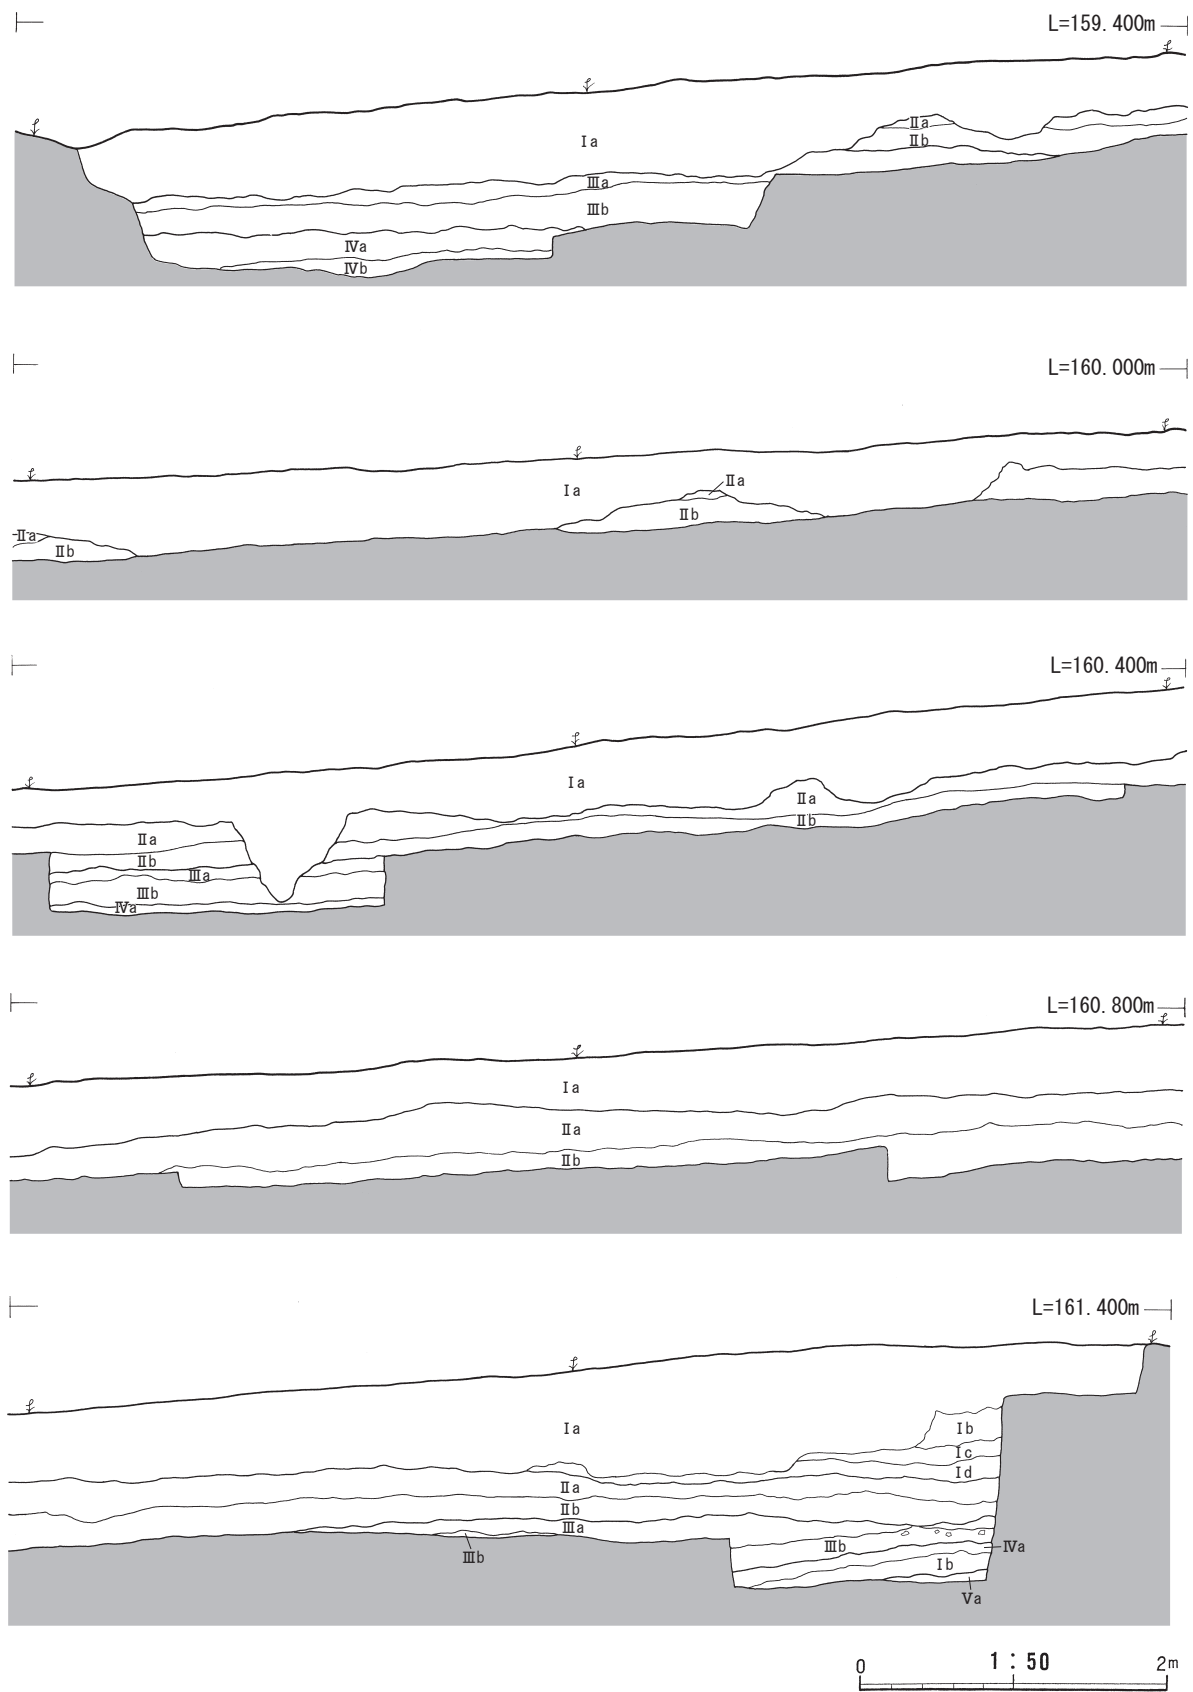 L=159.400m
Ⅱa
Ⅰa
Ⅱb
Ⅲa
Ⅲb
Ⅳa
Ⅳb
L=160.000m
Ⅰa
Ⅱa
Ⅱb
Ⅱa
Ⅱb
L=160.400m
Ⅰa
Ⅱa
Ⅱb
Ⅱa
Ⅱb
Ⅲa
Ⅲb
Ⅳa
L=160.800m
Ⅰa
Ⅱa
Ⅱb
L=161.400m
Ⅰa
Ⅰb
Ⅰc
Ⅰd
Ⅱa
Ⅱb
Ⅲa
Ⅲb
Ⅲb
Ⅳa
Ⅰb
Ⅴa
0 1:50 2m